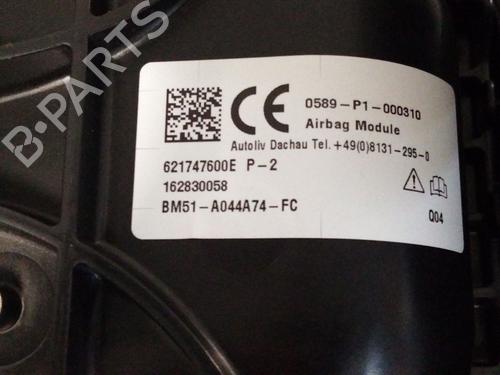 B-PARTS
CE 0589-P1-000310
Airbag Module
Autoliv Dachau Tel.+49(0)8131-295-0
621747600E P-2
162830058
BM51-A044A74-FC
Q04